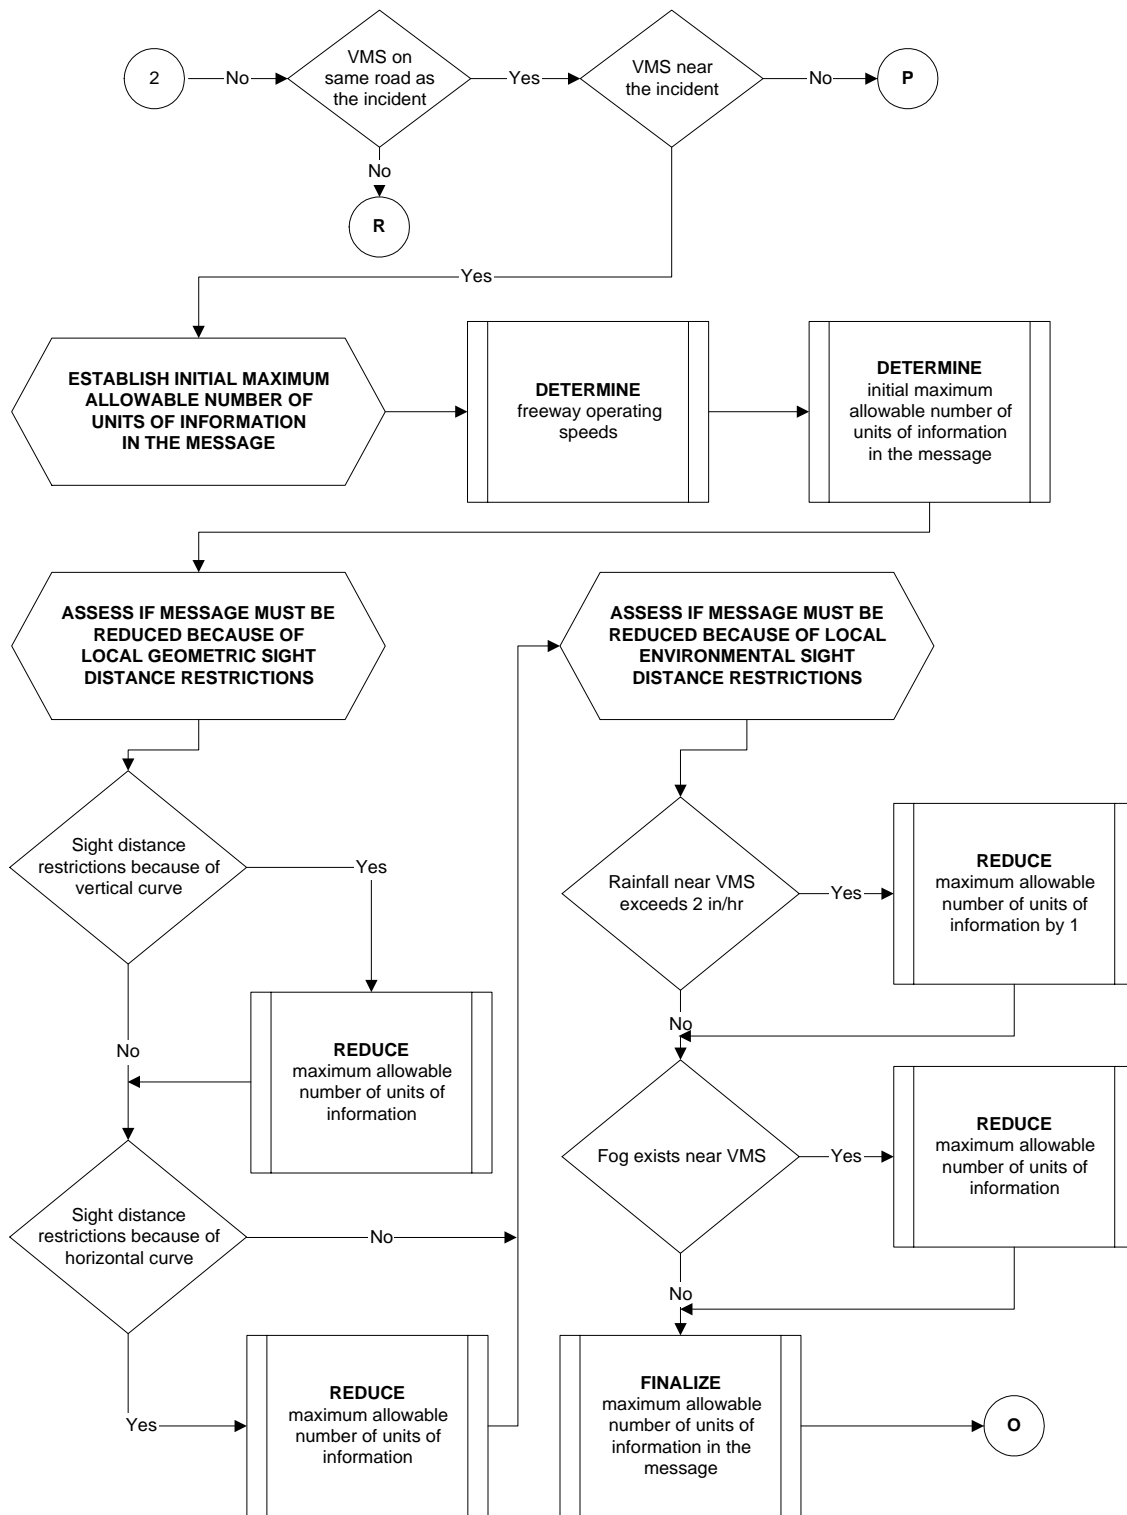 2
No
VMS on
same road as
the incident
Yes
VMS near
the incident
No
P
No
R
Yes
ESTABLISH INITIAL MAXIMUM
ALLOWABLE NUMBER OF
UNITS OF INFORMATION
IN THE MESSAGE
DETERMINE
freeway operating
speeds
DETERMINE
initial maximum
allowable number of
units of information
in the message
ASSESS IF MESSAGE MUST BE
REDUCED BECAUSE OF
LOCAL GEOMETRIC SIGHT
DISTANCE RESTRICTIONS
Sight distance
restrictions because of
vertical curve
Yes
No
REDUCE
maximum allowable
number of units of
information
Sight distance
restrictions because of
horizontal curve
No
Yes
REDUCE
maximum allowable
number of units of
information
ASSESS IF MESSAGE MUST BE
REDUCED BECAUSE OF LOCAL
ENVIRONMENTAL SIGHT
DISTANCE RESTRICTIONS
Rainfall near VMS
exceeds 2 in/hr
Yes
REDUCE
maximum allowable
number of units of
information by 1
No
Fog exists near VMS
Yes
REDUCE
maximum allowable
number of units of
information
No
FINALIZE
maximum allowable
number of units of
information in the
message
O